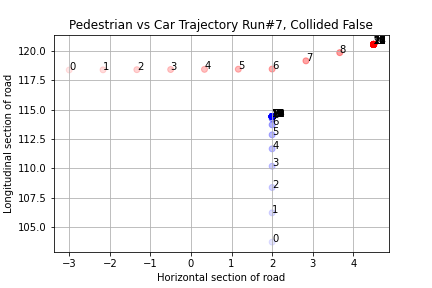 Pedestrian vs Car Trajectory Run#7, Collided False
Longitudinal section of road
120.0
117.5
115.0
112.5
110.0
107.5
105.0
0 1 2 3 4 5 6 7 8
6
5
4
3
2
1
0
−3 −2 −1 0 1 2 3 4
Horizontal section of road